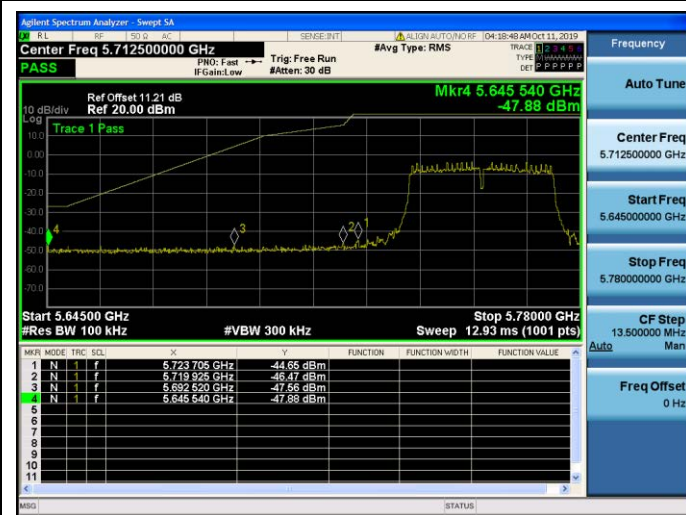 Agilent Spectrum Analyzer - Swept SA
RL RF 50 Ω AC SENSE:INT ALIGN AUTO/NO RF 04:18:48 AM Oct 11, 2019
Center Freq 5.712500000 GHz
#Avg Type: RMS
TRACE 1 2 3 4 5 6
TYPE M
DET P P P P P P
PASS
PNO: Fast
IFGain:Low
Trig: Free Run
#Atten: 30 dB
Ref Offset 11.21 dB
Ref 20.00 dBm
Mkr4 5.645 540 GHz
-47.88 dBm
10 dB/div
Log
Trace 1 Pass
10.0
0.00
-10.0
-20.0
-30.0
-40.0
-50.0
-60.0
-70.0
4
3
2
1
Start 5.64500 GHz
Stop 5.78000 GHz
#Res BW 100 kHz
#VBW 300 kHz
Sweep 12.93 ms (1001 pts)
MKR MODE TRC SCL X Y FUNCTION FUNCTION WIDTH FUNCTION VALUE
1 N 1 f 5.723 705 GHz -44.65 dBm
2 N 1 f 5.719 925 GHz -46.47 dBm
3 N 1 f 5.692 520 GHz -47.56 dBm
4 N 1 f 5.645 540 GHz -47.88 dBm
5
6
7
8
9
10
11
MSG
STATUS
Frequency
Auto Tune
Center Freq
5.712500000 GHz
Start Freq
5.645000000 GHz
Stop Freq
5.780000000 GHz
CF Step
13.500000 MHz
Auto Man
Freq Offset
0 Hz